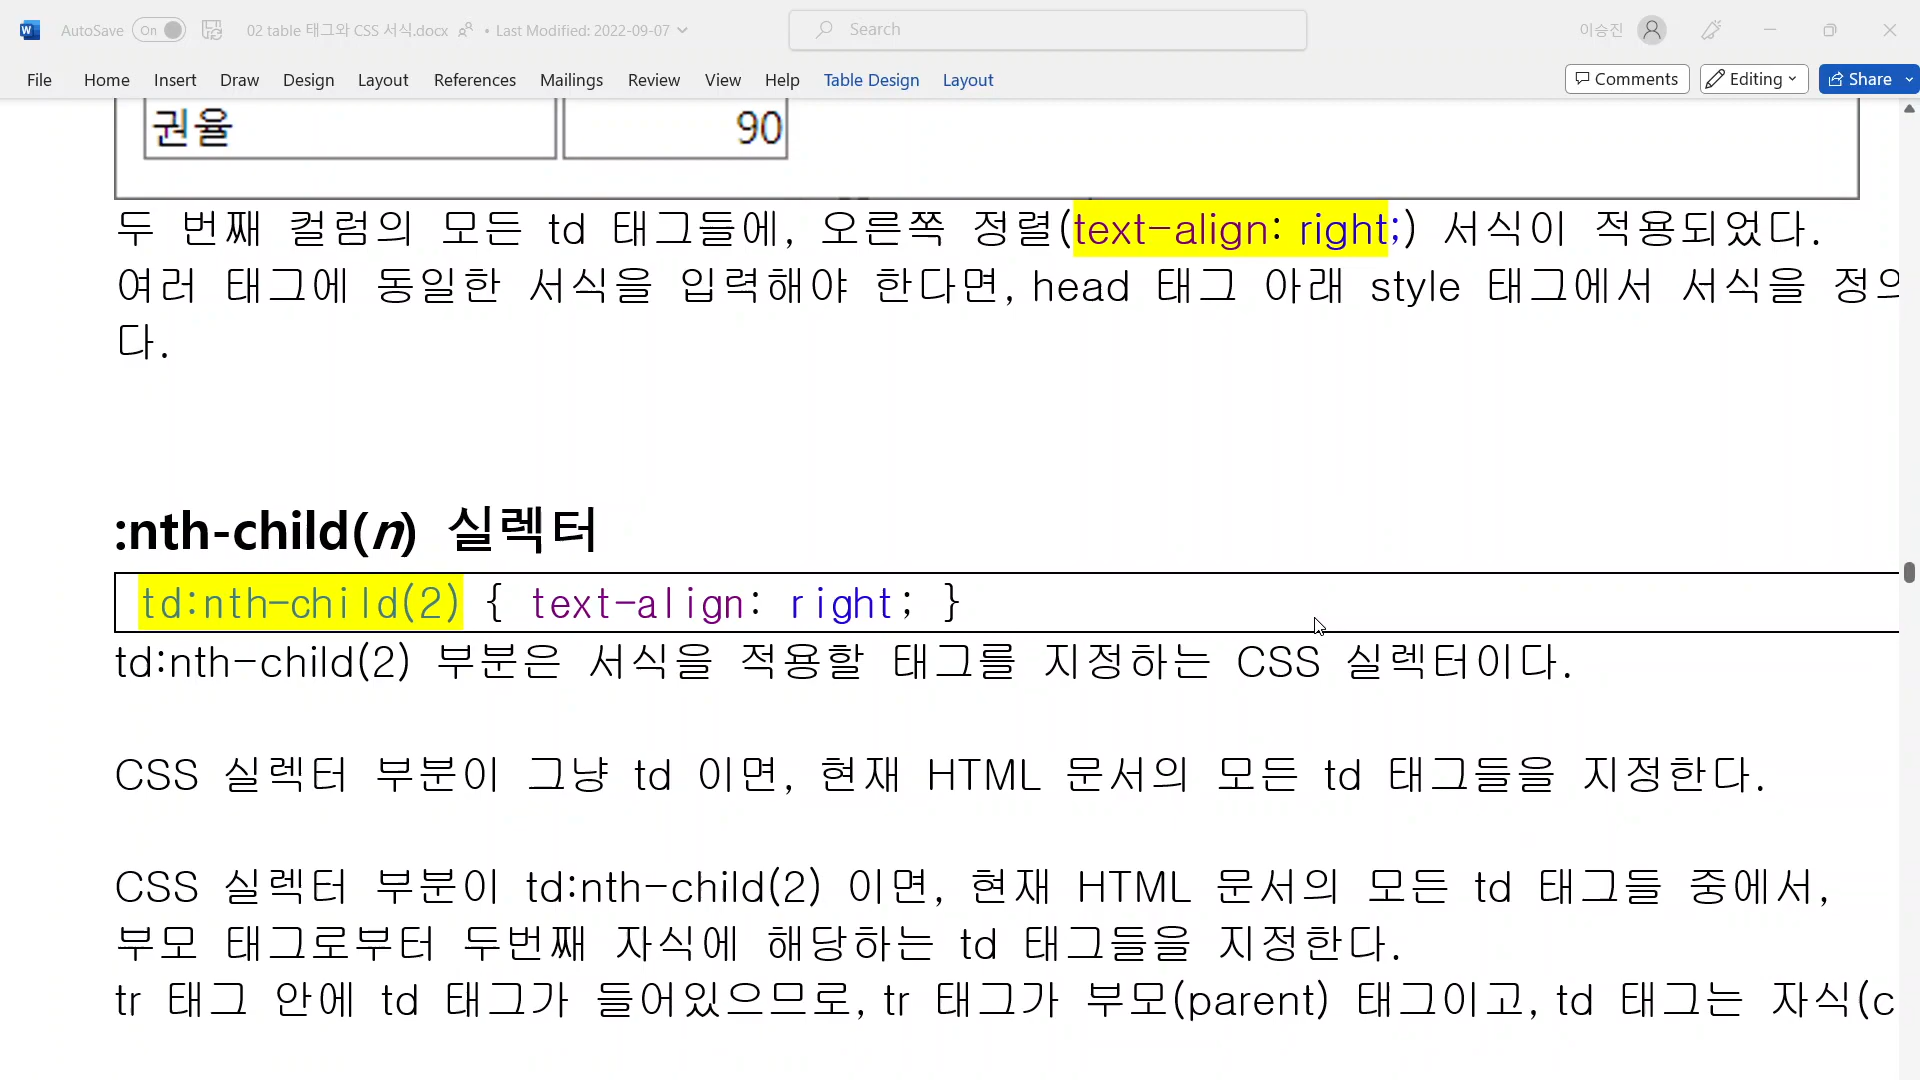 AutoSave On 02 table 태그와 CSS 서식.docx • Last Modified: 2022-09-07 Search 이승진
File Home Insert Draw Design Layout References Mailings Review View Help Table Design Layout Comments Editing Share
권율 90
두 번째 컬럼의 모든 td 태그들에, 오른쪽 정렬(text-align: right;) 서식이 적용되었다.
여러 태그에 동일한 서식을 입력해야 한다면, head 태그 아래 style 태그에서 서식을 정의
다.
:nth-child(n) 실렉터
td:nth-child(2) { text-align: right; }
td:nth-child(2) 부분은 서식을 적용할 태그를 지정하는 CSS 실렉터이다.
CSS 실렉터 부분이 그냥 td 이면, 현재 HTML 문서의 모든 td 태그들을 지정한다.
CSS 실렉터 부분이 td:nth-child(2) 이면, 현재 HTML 문서의 모든 td 태그들 중에서,
부모 태그로부터 두번째 자식에 해당하는 td 태그들을 지정한다.
tr 태그 안에 td 태그가 들어있으므로, tr 태그가 부모(parent) 태그이고, td 태그는 자식(c